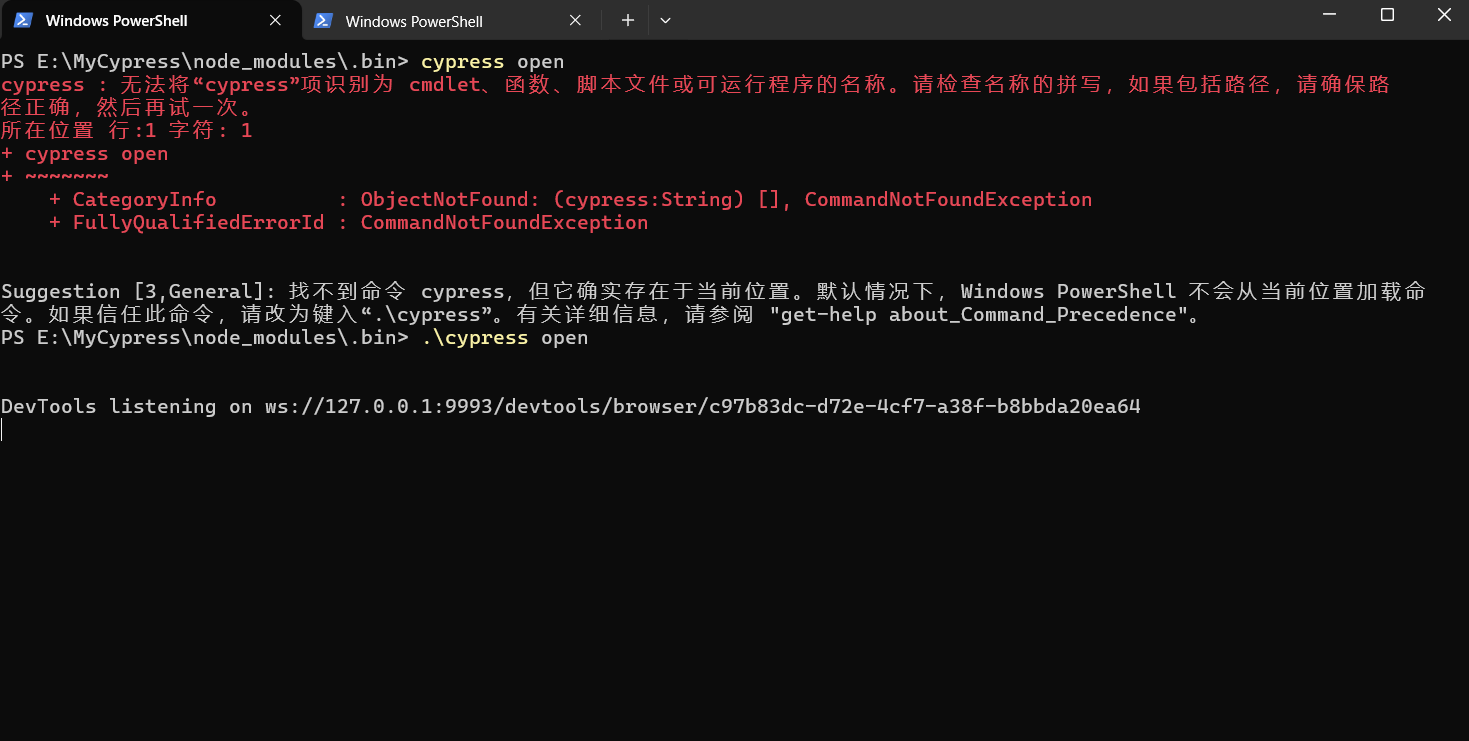 Windows PowerShell
Windows PowerShell
PS E:\MyCypress\node_modules\.bin> cypress open
cypress : 无法将“cypress”项识别为 cmdlet、函数、脚本文件或可运行程序的名称。请检查名称的拼写，如果包括路径，请确保路
径正确，然后再试一次。
所在位置 行:1 字符: 1
+ cypress open
+ ~~~~~~~
    + CategoryInfo          : ObjectNotFound: (cypress:String) [], CommandNotFoundException
    + FullyQualifiedErrorId : CommandNotFoundException
Suggestion [3,General]: 找不到命令 cypress，但它确实存在于当前位置。默认情况下，Windows PowerShell 不会从当前位置加载命
令。如果信任此命令，请改为键入“.\cypress”。有关详细信息，请参阅 "get-help about_Command_Precedence"。
PS E:\MyCypress\node_modules\.bin> .\cypress open
DevTools listening on ws://127.0.0.1:9993/devtools/browser/c97b83dc-d72e-4cf7-a38f-b8bbda20ea64